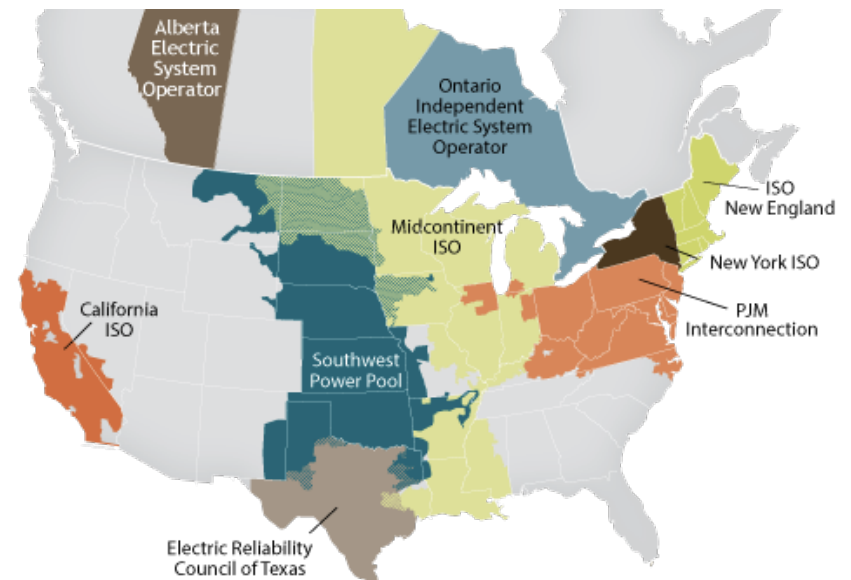 Alberta
Electric
System
Operator
Ontario
Independent
Electric System
Operator
ISO
New England
Midcontinent
ISO
New York ISO
California
ISO
PJM
Interconnection
Southwest
Power Pool
Electric Reliability
Council of Texas